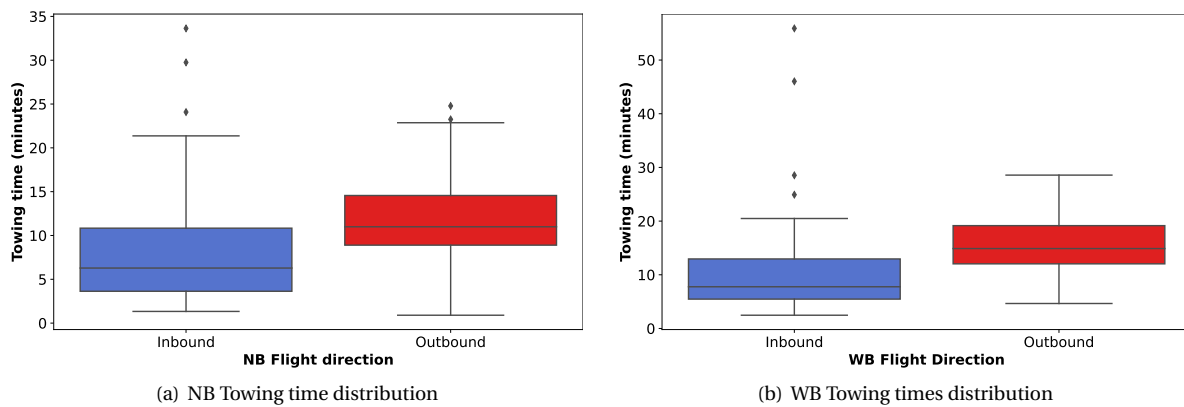 35
30
25
20
15
10
5
0
Towing time (minutes)
Inbound
Outbound
NB Flight direction
(a) NB Towing time distribution
50
40
30
20
10
0
Towing time (minutes)
Inbound
Outbound
WB Flight Direction
(b) WB Towing times distribution